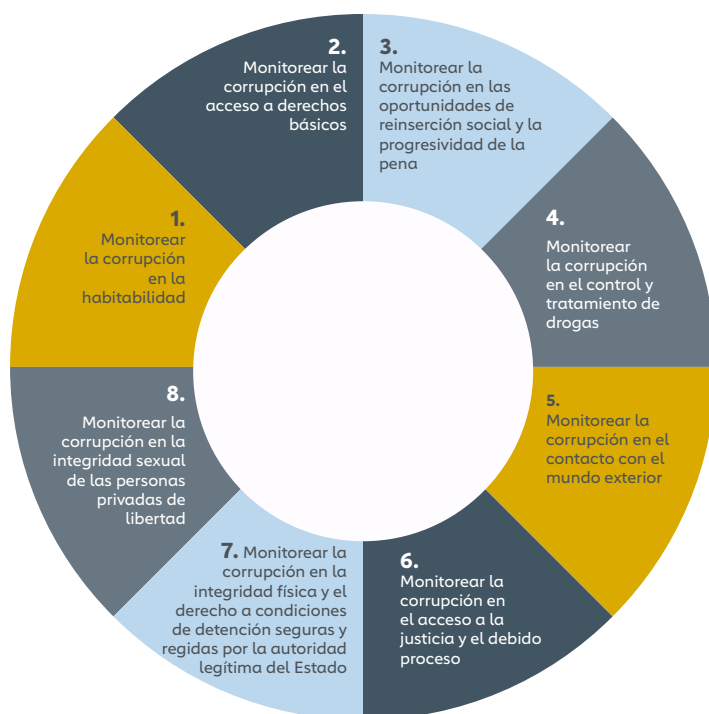 1.
Monitorear
la corrupción
en la
habitabilidad
2.
Monitorear la
corrupción en el
acceso a derechos
básicos
3.
Monitorear la
corrupción en las
oportunidades de
reinserción social y la
progresividad de la
pena
4.
Monitorear
la corrupción
en el control y
tratamiento de
drogas
5.
Monitorear la
corrupción en el
contacto con el
mundo exterior
6.
Monitorear la
corrupción en
el acceso a la
justicia y el debido
proceso
7. Monitorear la
corrupción en la
integridad física y el
derecho a condiciones
de detención seguras y
regidas por la autoridad
legítima del Estado
8.
Monitorear la
corrupción en la
integridad sexual
de las personas
privadas de
libertad